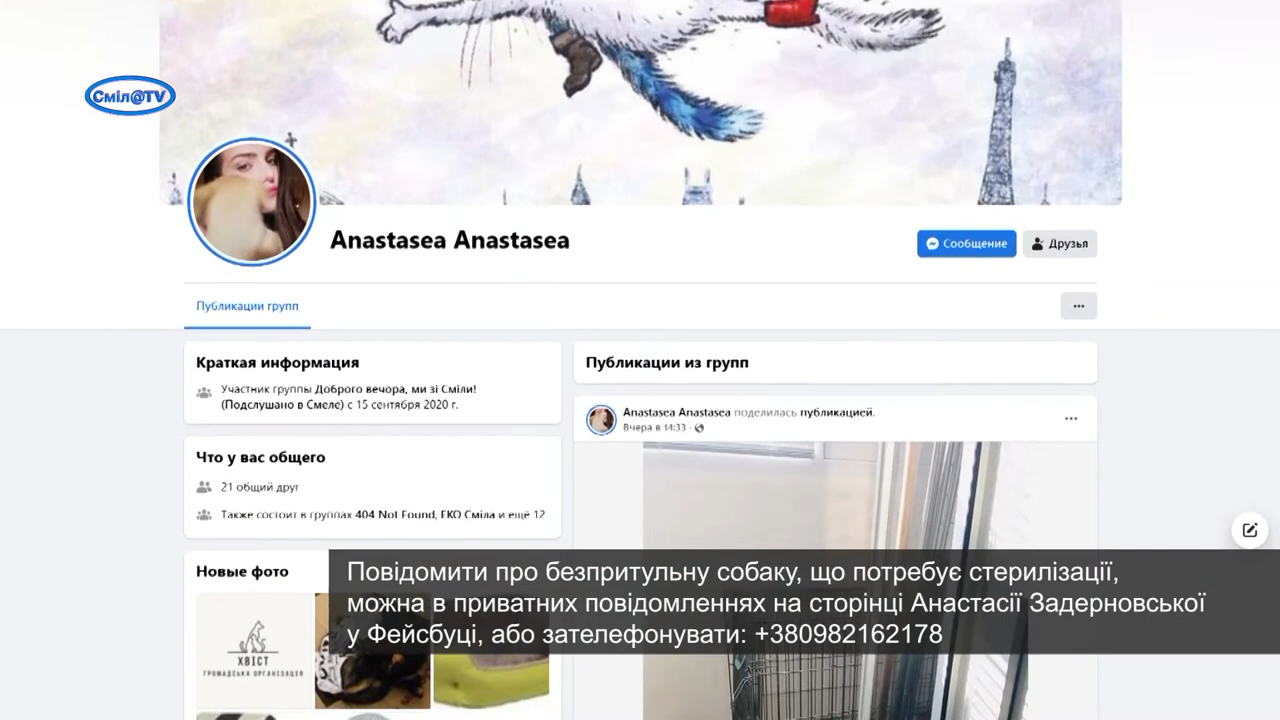 Сміл@TV
Anastasea Anastasea
Сообщение
Друзья
Публикации групп
Краткая информация
Участник группы Доброго вечора, ми зі Сміли!
(Подслушано в Смеле) с 15 сентября 2020 г.
Что у вас общего
21 общий друг
Также состоит в группах 404 Not Found, ЕКО Сміла и ещё 12
Новые фото
ХВІСТ
ГРОМАДСЬКА ОРГАНІЗАЦІЯ
Публикации из групп
Anastasea Anastasea поделилась публикацией.
Вчера в 14:33
Повідомити про безпритульну собаку, що потребує стерилізації,
можна в приватних повідомленнях на сторінці Анастасії Задерновської
у Фейсбуці, або зателефонувати: +380982162178